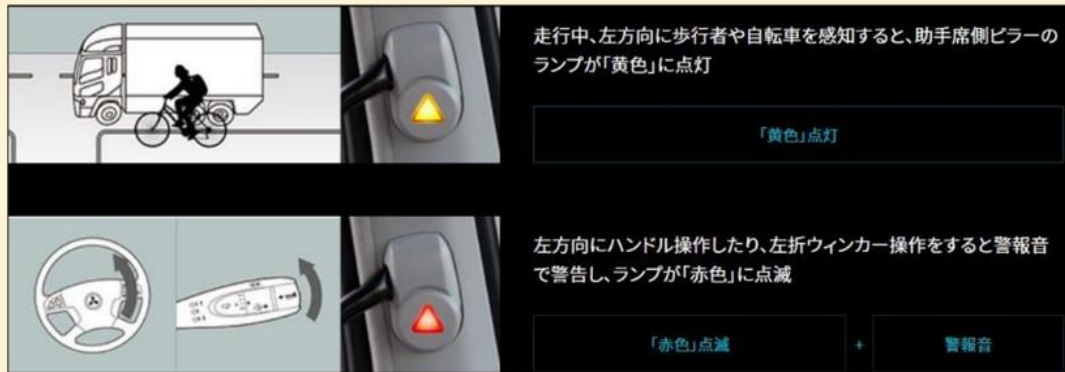 走行中、左方向に歩行者や自転車を感知すると、助手席側ピラーの
ランプが「黄色」に点灯
「黄色」点灯
左方向にハンドル操作したり、左折ウィンカー操作をすると警報音
で警告し、ランプが「赤色」に点滅
「赤色」点滅 + 警報音